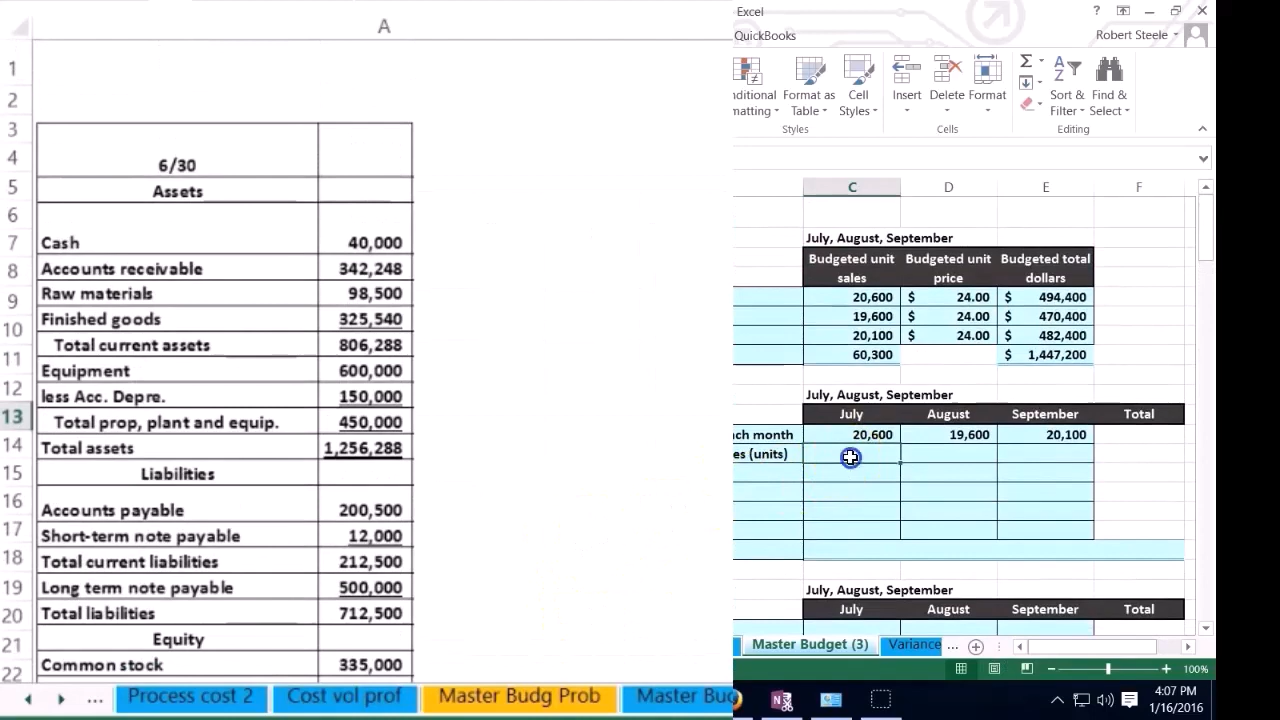 A
1
2
3
4
5
6
7
8
9
10
11
12
13
14
15
16
17
18
19
20
21
22
6/30
Assets
Cash 40,000
Accounts receivable 342,248
Raw materials 98,500
Finished goods 325,540
Total current assets 806,288
Equipment 600,000
less Acc. Depre. 150,000
Total prop, plant and equip. 450,000
Total assets 1,256,288
Liabilities
Accounts payable 200,500
Short-term note payable 12,000
Total current liabilities 212,500
Long term note payable 500,000
Total liabilities 712,500
Equity
Common stock 335,000
... Process cost 2 Cost vol prof Master Budg Prob Master Bud
Excel ?
QuickBooks Robert Steele
nditional Format as Cell Insert Delete Format Sort & Find &
matting Table Styles Filter Select
Styles Cells Editing
C D E F
July, August, September
Budgeted unit Budgeted unit Budgeted total
sales price dollars
20,600 $ 24.00 $ 494,400
19,600 $ 24.00 $ 470,400
20,100 $ 24.00 $ 482,400
60,300 $ 1,447,200
July, August, September
July August September Total
ach month 20,600 19,600 20,100
es (units)
July, August, September
July August September Total
Master Budget (3) Variance ...
100%
4:07 PM
1/16/2016